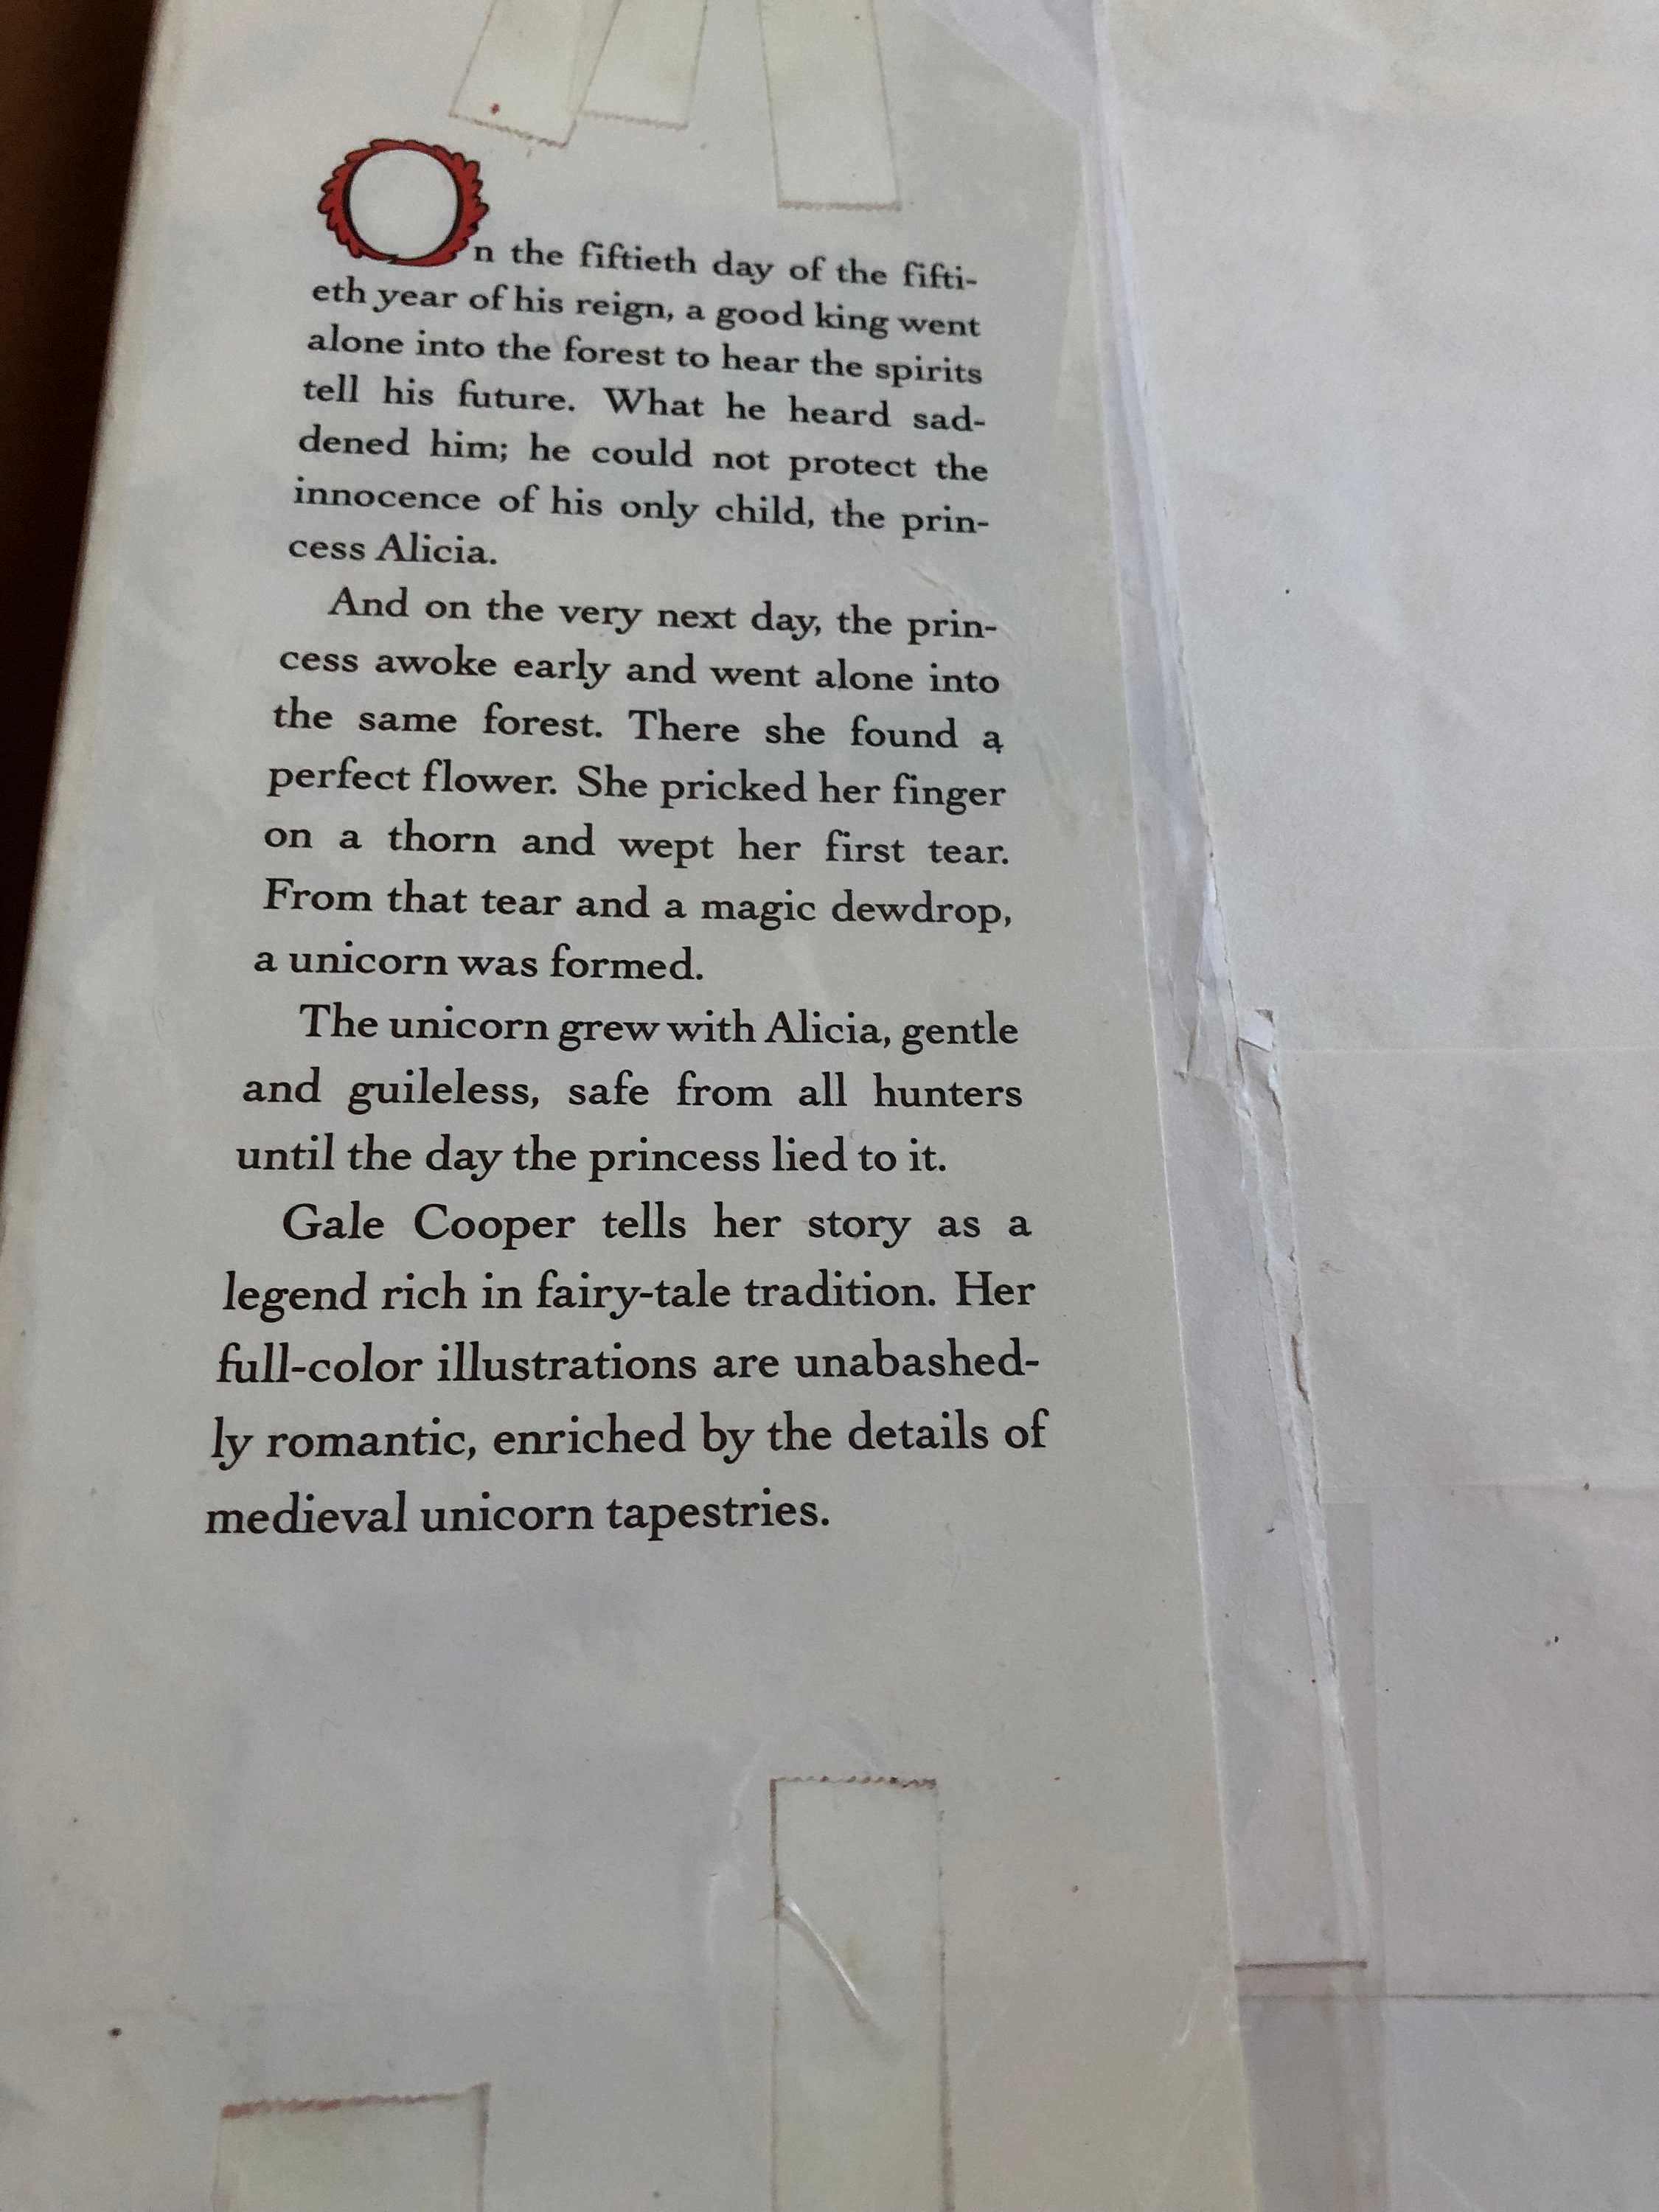 On the fiftieth day of the fifti-
eth year of his reign, a good king went
alone into the forest to hear the spirits
tell his future. What he heard sad-
dened him; he could not protect the
innocence of his only child, the prin-
cess Alicia.
And on the very next day, the prin-
cess awoke early and went alone into
the same forest. There she found a
perfect flower. She pricked her finger
on a thorn and wept her first tear.
From that tear and a magic dewdrop,
a unicorn was formed.
The unicorn grew with Alicia, gentle
and guileless, safe from all hunters
until the day the princess lied to it.
Gale Cooper tells her story as a
legend rich in fairy-tale tradition. Her
full-color illustrations are unabashed-
ly romantic, enriched by the details of
medieval unicorn tapestries.